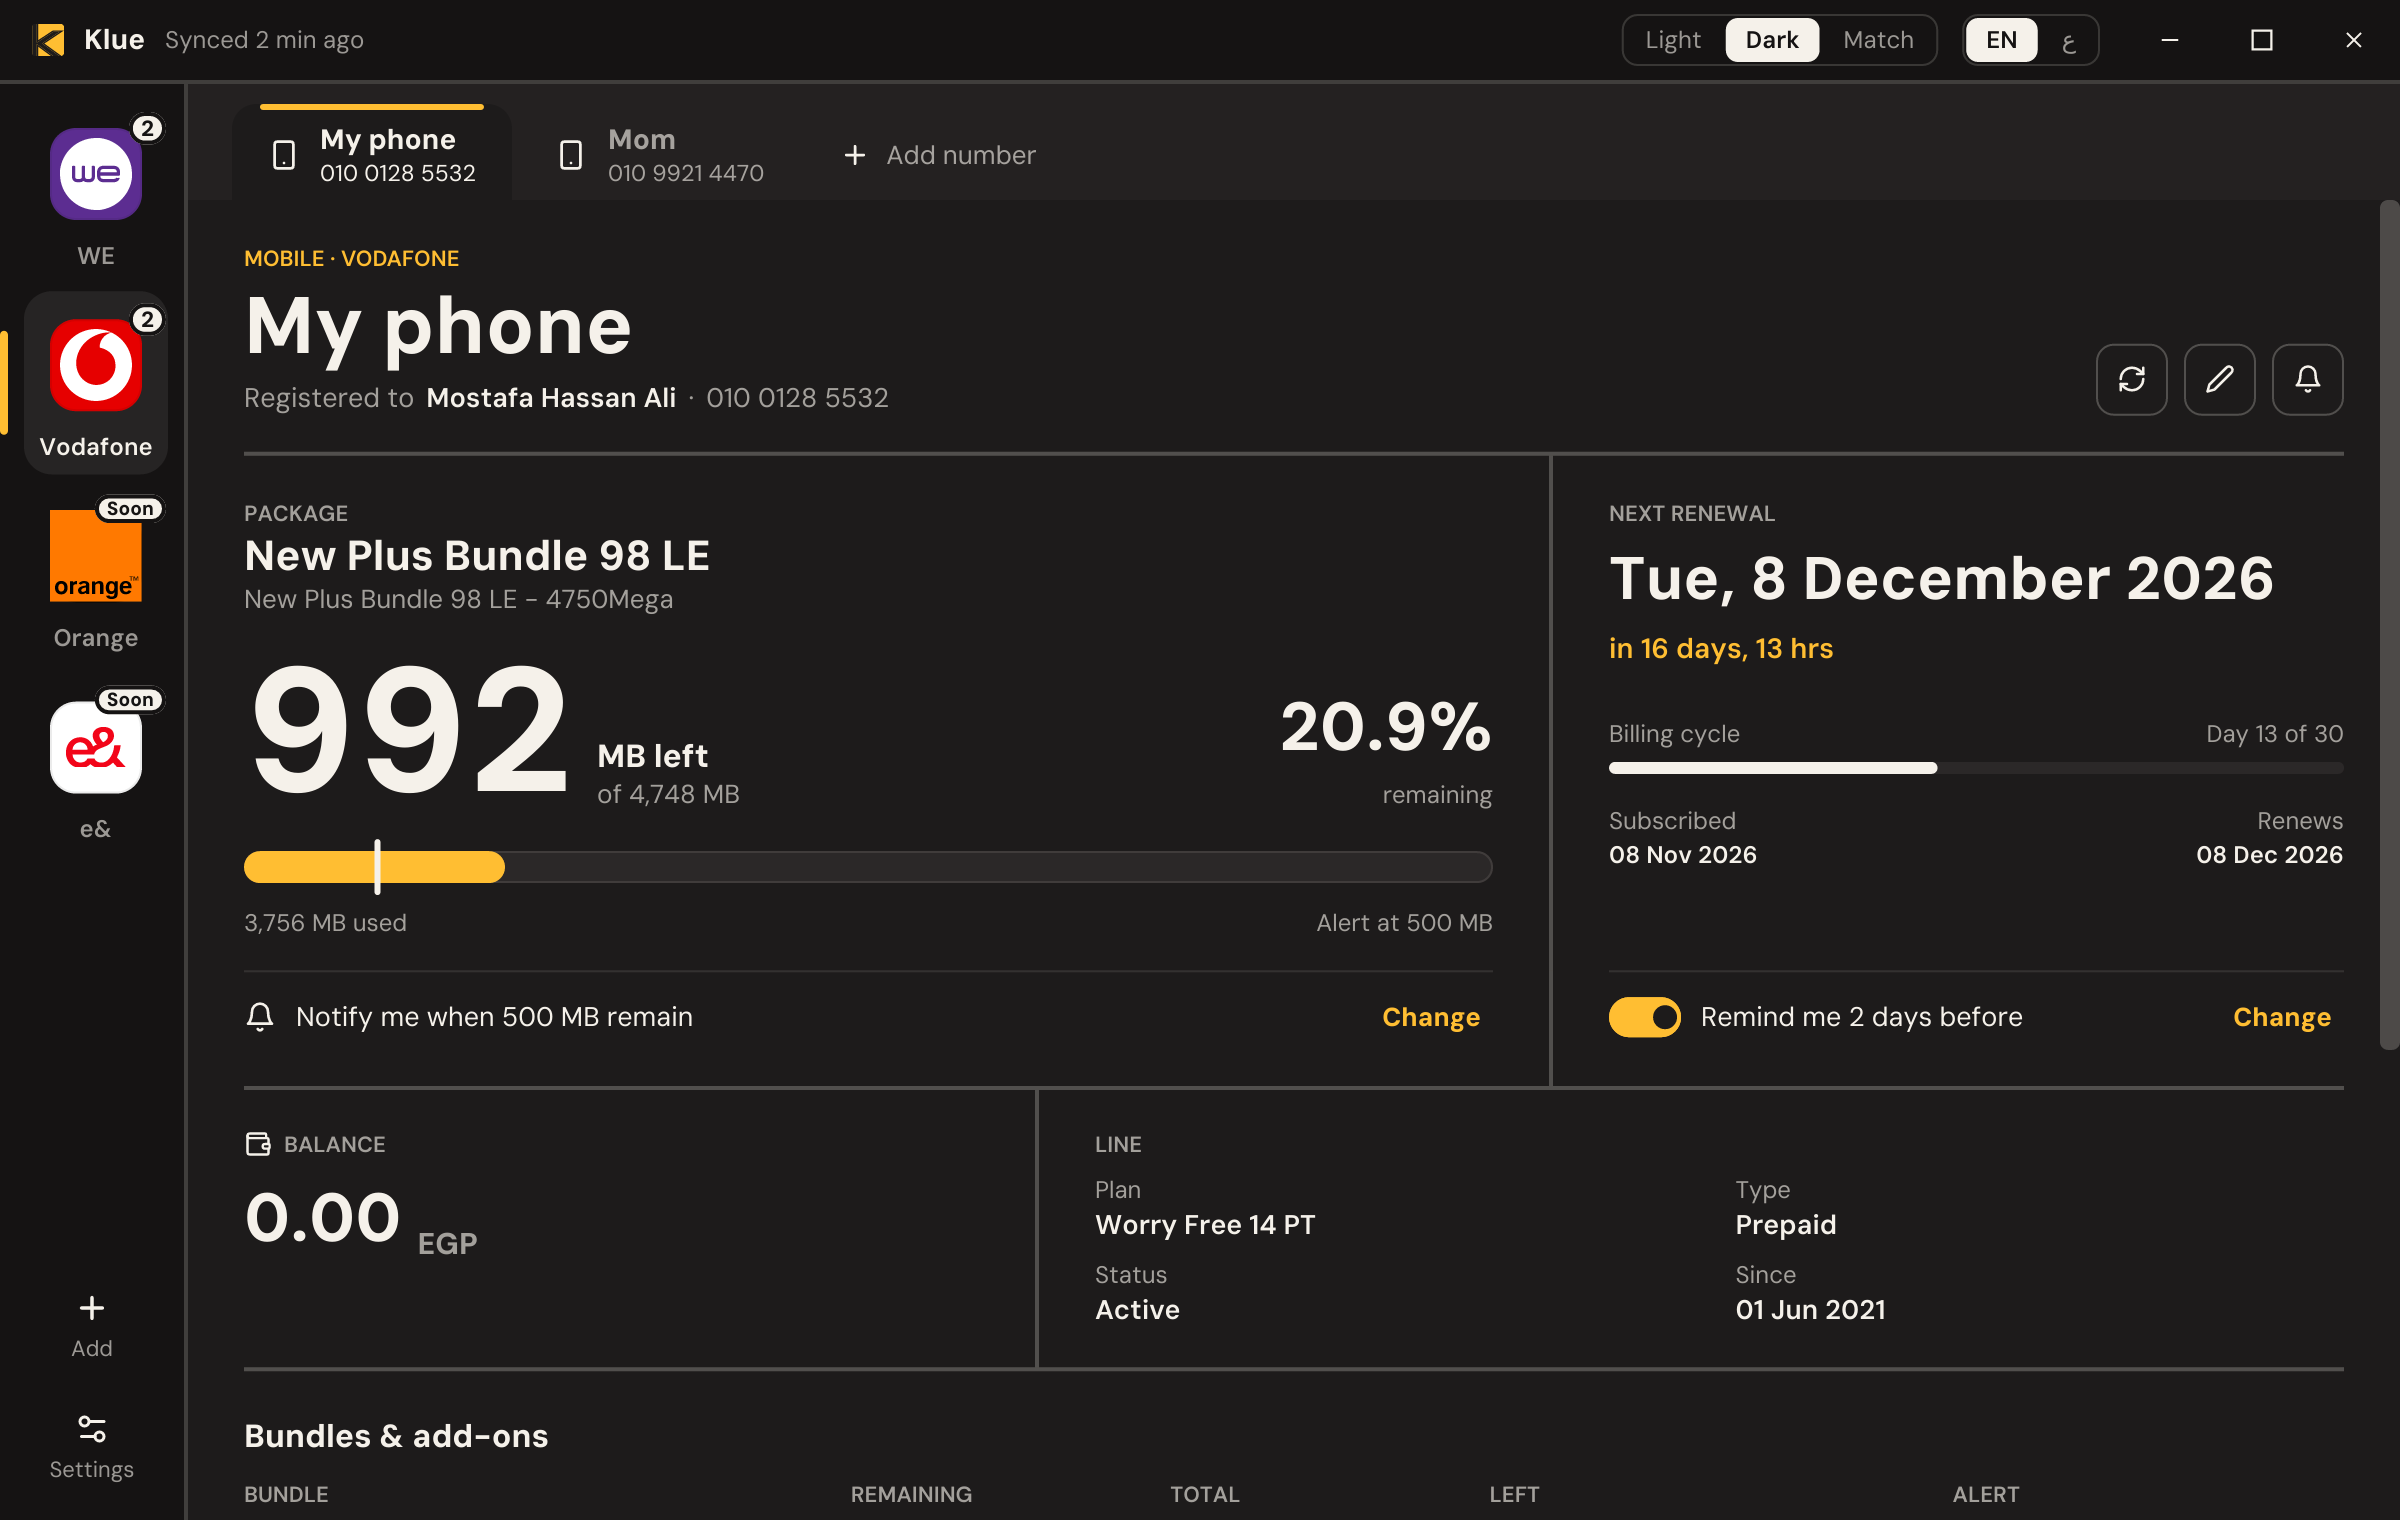 Klue Synced 2 min ago
Light Dark Match
EN ع
2
we
WE
2
Vodafone
Soon
orange™
Orange
Soon
e&
e&
Add
Settings
My phone
010 0128 5532
Mom
010 9921 4470
Add number
MOBILE · VODAFONE
My phone
Registered to Mostafa Hassan Ali · 010 0128 5532
PACKAGE
New Plus Bundle 98 LE
New Plus Bundle 98 LE - 4750Mega
992 MB left
of 4,748 MB
20.9%
remaining
3,756 MB used
Alert at 500 MB
Notify me when 500 MB remain
Change
NEXT RENEWAL
Tue, 8 December 2026
in 16 days, 13 hrs
Billing cycle
Day 13 of 30
Subscribed
08 Nov 2026
Renews
08 Dec 2026
Remind me 2 days before
Change
BALANCE
0.00 EGP
LINE
Plan
Worry Free 14 PT
Type
Prepaid
Status
Active
Since
01 Jun 2021
Bundles & add-ons
BUNDLE REMAINING TOTAL LEFT ALERT